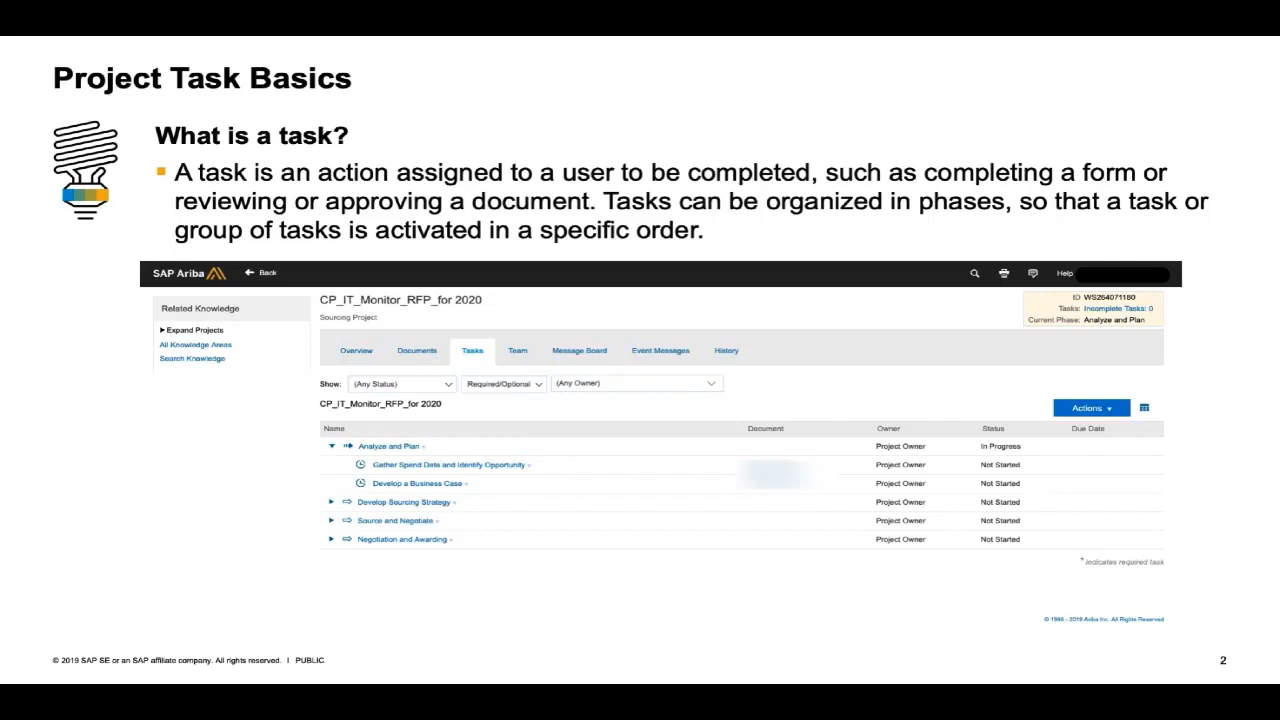 Project Task Basics
What is a task?
A task is an action assigned to a user to be completed, such as completing a form or
reviewing or approving a document. Tasks can be organized in phases, so that a task or
group of tasks is activated in a specific order.
SAP Ariba Back Help
Related Knowledge
Expand Projects
All Knowledge Areas
Search Knowledge
CP_IT_Monitor_RFP_for 2020
Sourcing Project
ID WS264071180
Tasks: Incomplete Tasks: 0
Current Phase: Analyze and Plan
Overview Documents Tasks Team Message Board Event Messages History
Show: (Any Status) Required/Optional (Any Owner)
CP_IT_Monitor_RFP_for 2020
Actions
Name Document Owner Status Due Date
Analyze and Plan Project Owner In Progress
Gather Spend Data and Identify Opportunity Project Owner Not Started
Develop a Business Case Project Owner Not Started
Develop Sourcing Strategy Project Owner Not Started
Source and Negotiate Project Owner Not Started
Negotiation and Awarding Project Owner Not Started
* Indicates required task
© 1996 - 2019 Ariba Inc. All Rights Reserved
© 2019 SAP SE or an SAP affiliate company. All rights reserved. I PUBLIC
2